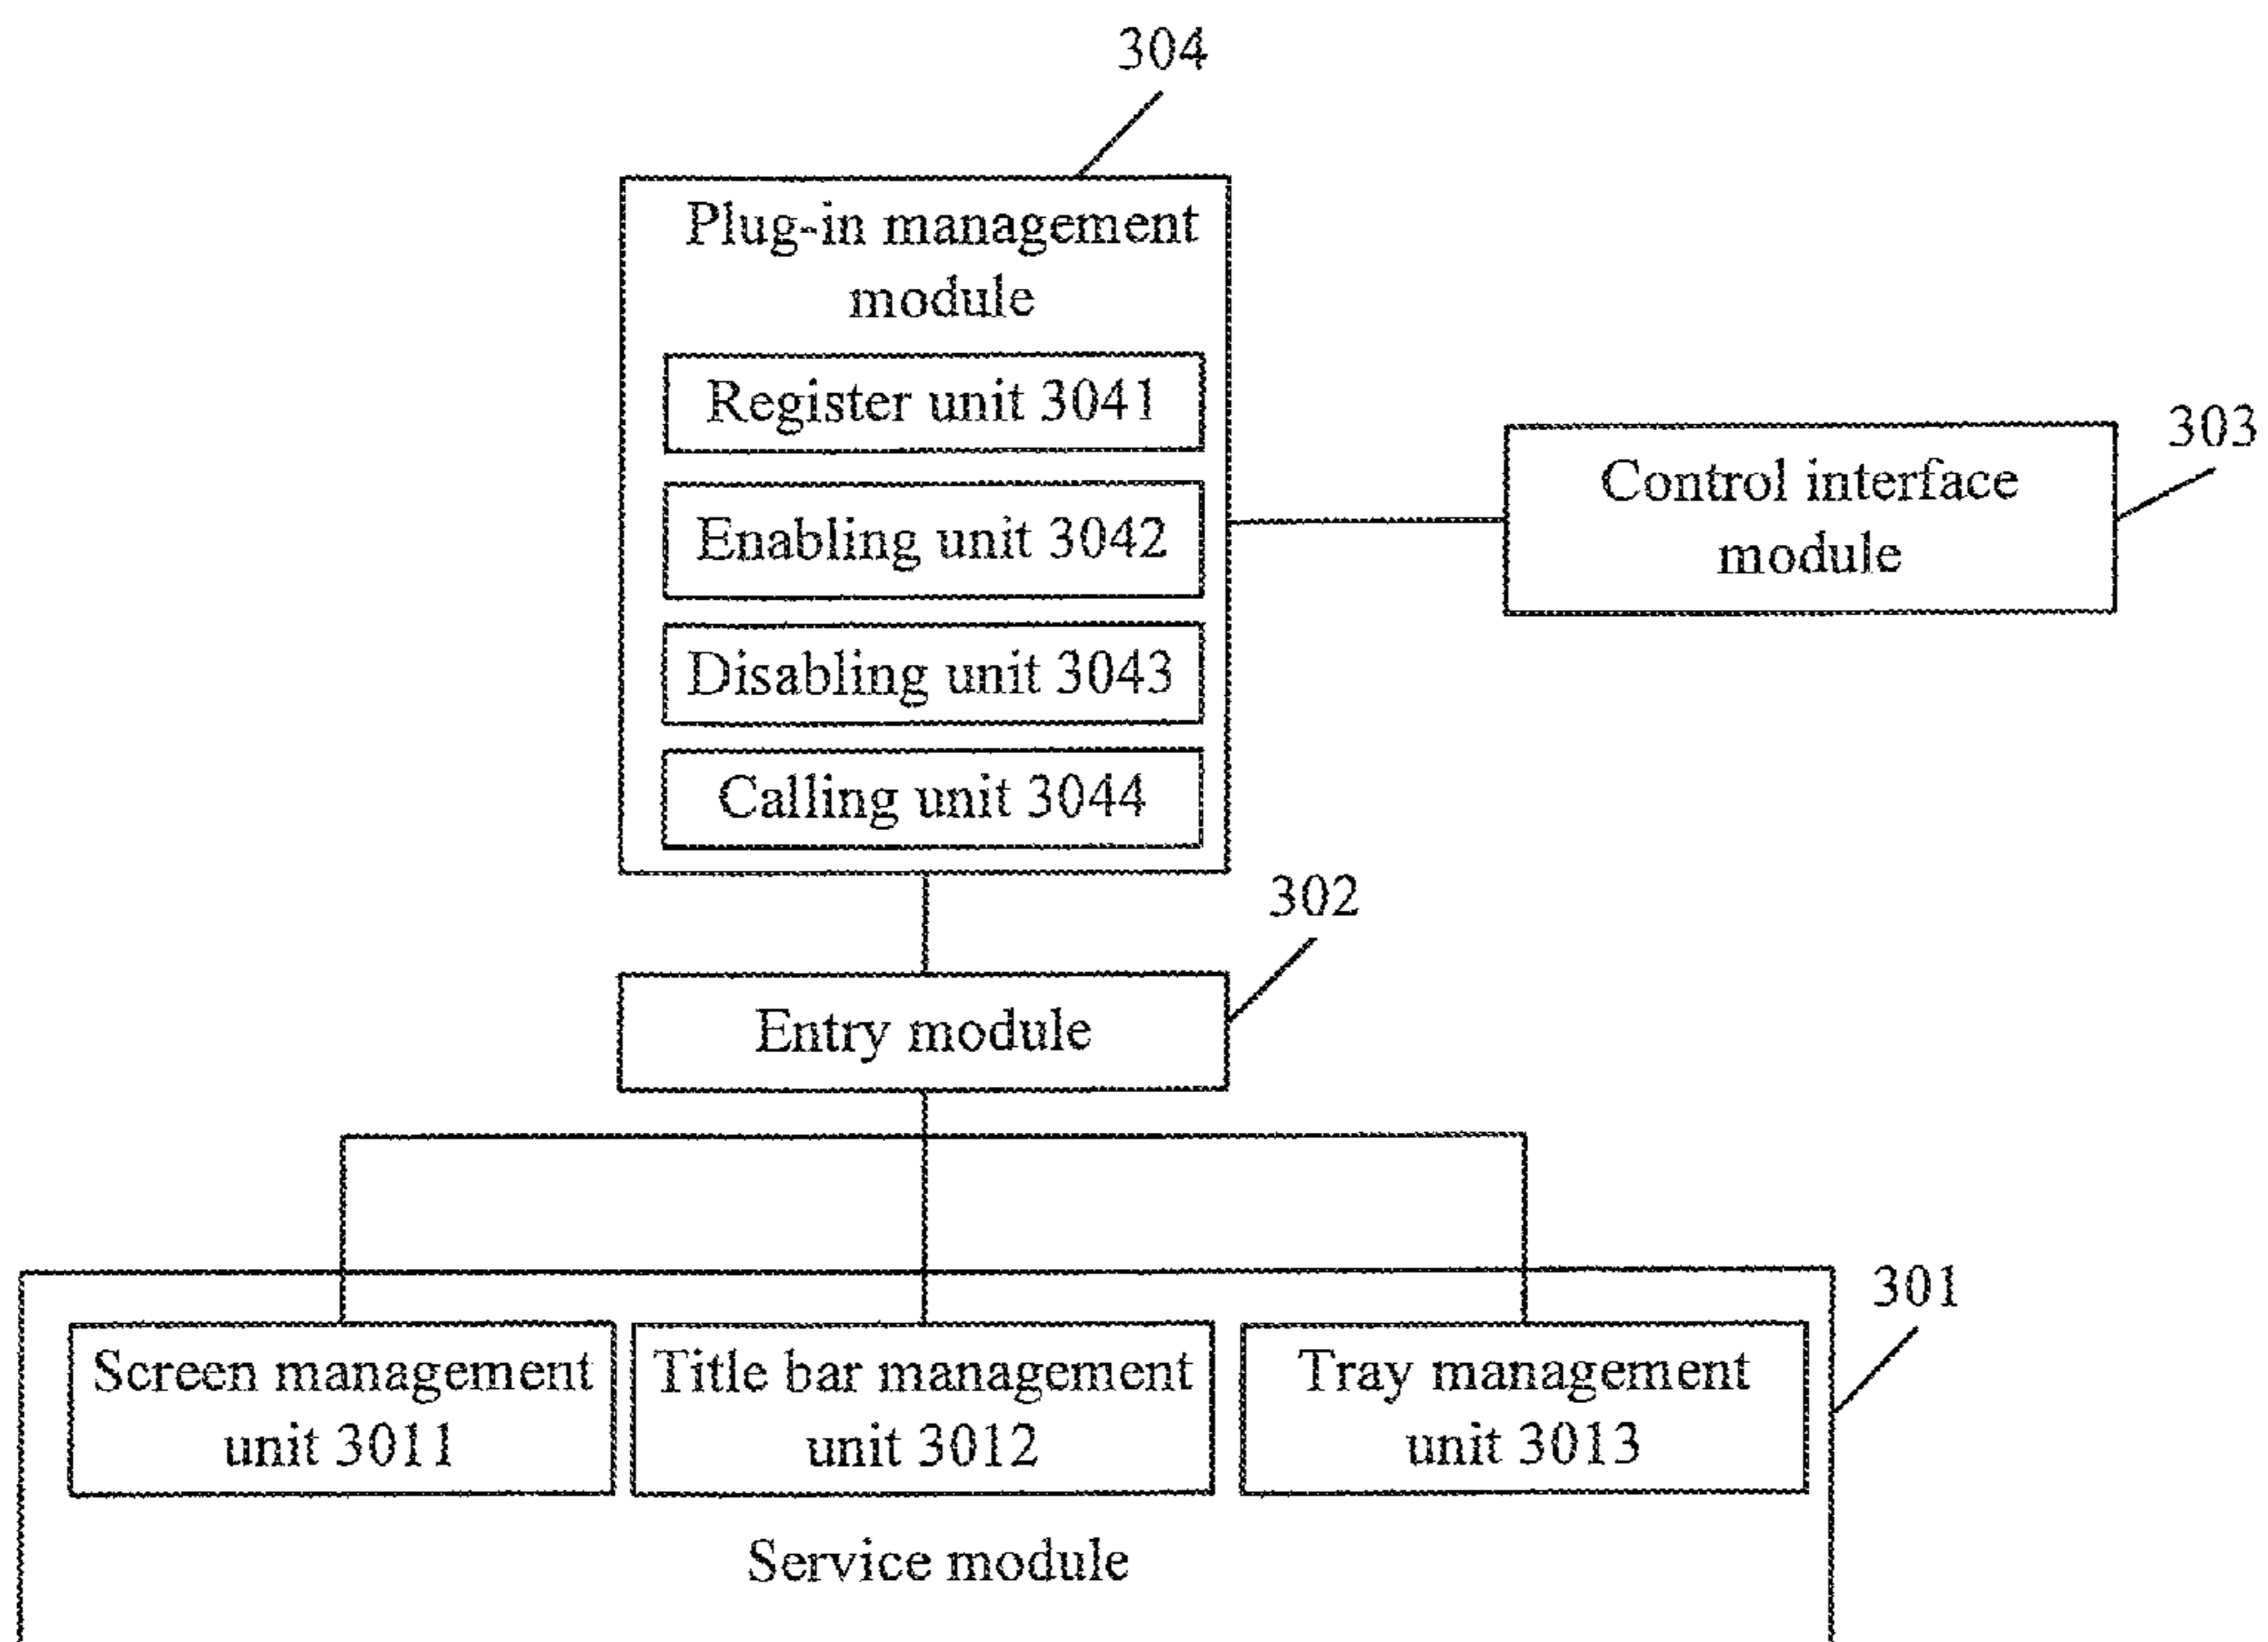 304
Plug-in management
module
Register unit 3041
Enabling unit 3042
Disabling unit 3043
Calling unit 3044
303
Control interface
module
302
Entry module
301
Screen management
unit 3011
Title bar management
unit 3012
Tray management
unit 3013
Service module